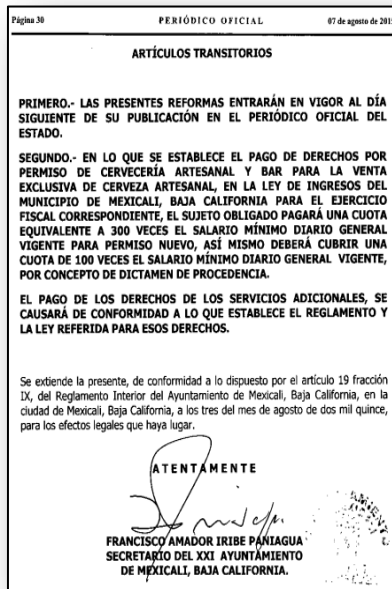 Página 30 PERIÓDICO OFICIAL 07 de agosto de 201
ARTÍCULOS TRANSITORIOS
PRIMERO.- LAS PRESENTES REFORMAS ENTRARÁN EN VIGOR AL DÍA
SIGUIENTE DE SU PUBLICACIÓN EN EL PERIÓDICO OFICIAL DEL
ESTADO.
SEGUNDO.- EN LO QUE SE ESTABLECE EL PAGO DE DERECHOS POR
PERMISO DE CERVECERÍA ARTESANAL Y BAR PARA LA VENTA
EXCLUSIVA DE CERVEZA ARTESANAL, EN LA LEY DE INGRESOS DEL
MUNICIPIO DE MEXICALI, BAJA CALIFORNIA PARA EL EJERCICIO
FISCAL CORRESPONDIENTE, EL SUJETO OBLIGADO PAGARÁ UNA CUOTA
EQUIVALENTE A 300 VECES EL SALARIO MÍNIMO DIARIO GENERAL
VIGENTE PARA PERMISO NUEVO, ASÍ MISMO DEBERÁ CUBRIR UNA
CUOTA DE 100 VECES EL SALARIO MÍNIMO DIARIO GENERAL VIGENTE,
POR CONCEPTO DE DICTAMEN DE PROCEDENCIA.
EL PAGO DE LOS DERECHOS DE LOS SERVICIOS ADICIONALES, SE
CAUSARÁ DE CONFORMIDAD A LO QUE ESTABLECE EL REGLAMENTO Y
LA LEY REFERIDA PARA ESOS DERECHOS.
Se extiende la presente, de conformidad a lo dispuesto por el artículo 19 fracción
IX, del Reglamento Interior del Ayuntamiento de Mexicali, Baja California, en la
ciudad de Mexicali, Baja California, a los tres del mes de agosto de dos mil quince,
para los efectos legales que haya lugar.
ATENTAMENTE
FRANCISCO AMADOR IRIBE PANIAGUA
SECRETARIO DEL XXI AYUNTAMIENTO
DE MEXICALI, BAJA CALIFORNIA.